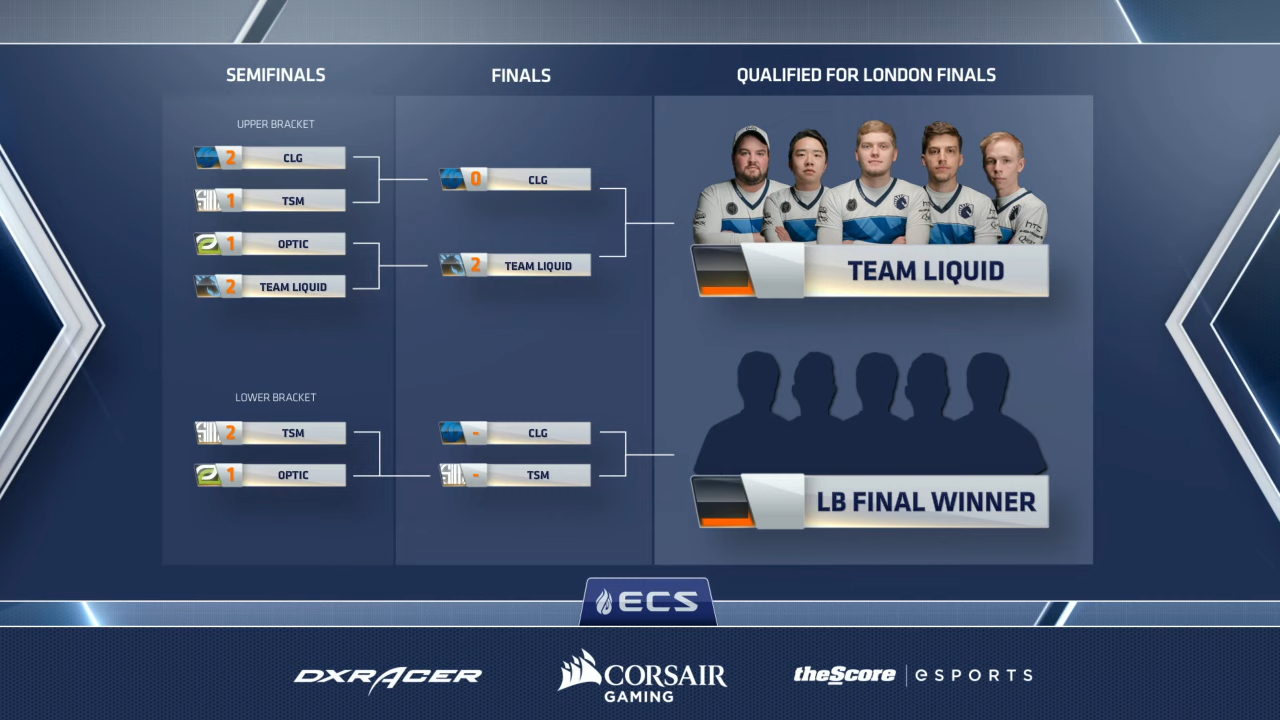 SEMIFINALS
FINALS
QUALIFIED FOR LONDON FINALS
UPPER BRACKET
2 CLG
1 TSM
1 OPTIC
2 TEAM LIQUID
0 CLG
2 TEAM LIQUID
TEAM LIQUID
LOWER BRACKET
2 TSM
1 OPTIC
- CLG
- TSM
LB FINAL WINNER
ECS
DXRACER
CORSAIR
GAMING
theScore | eSPORTS